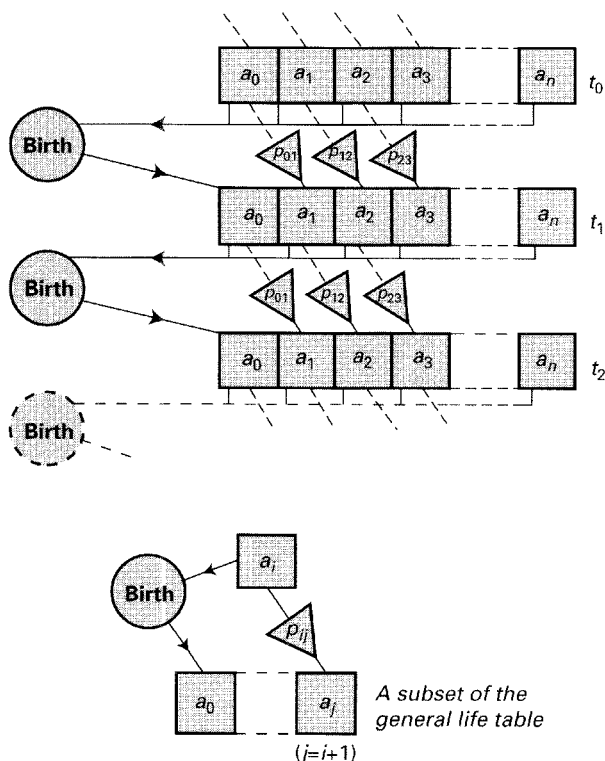 a₀ a₁ a₂ a₃ aₙ t₀
Birth
p₀₁ p₁₂ p₂₃
a₀ a₁ a₂ a₃ aₙ t₁
Birth
p₀₁ p₁₂ p₂₃
a₀ a₁ a₂ a₃ aₙ t₂
Birth
aᵢ
Birth
pᵢⱼ
a₀ aⱼ
A subset of the
general life table
(j=i+1)